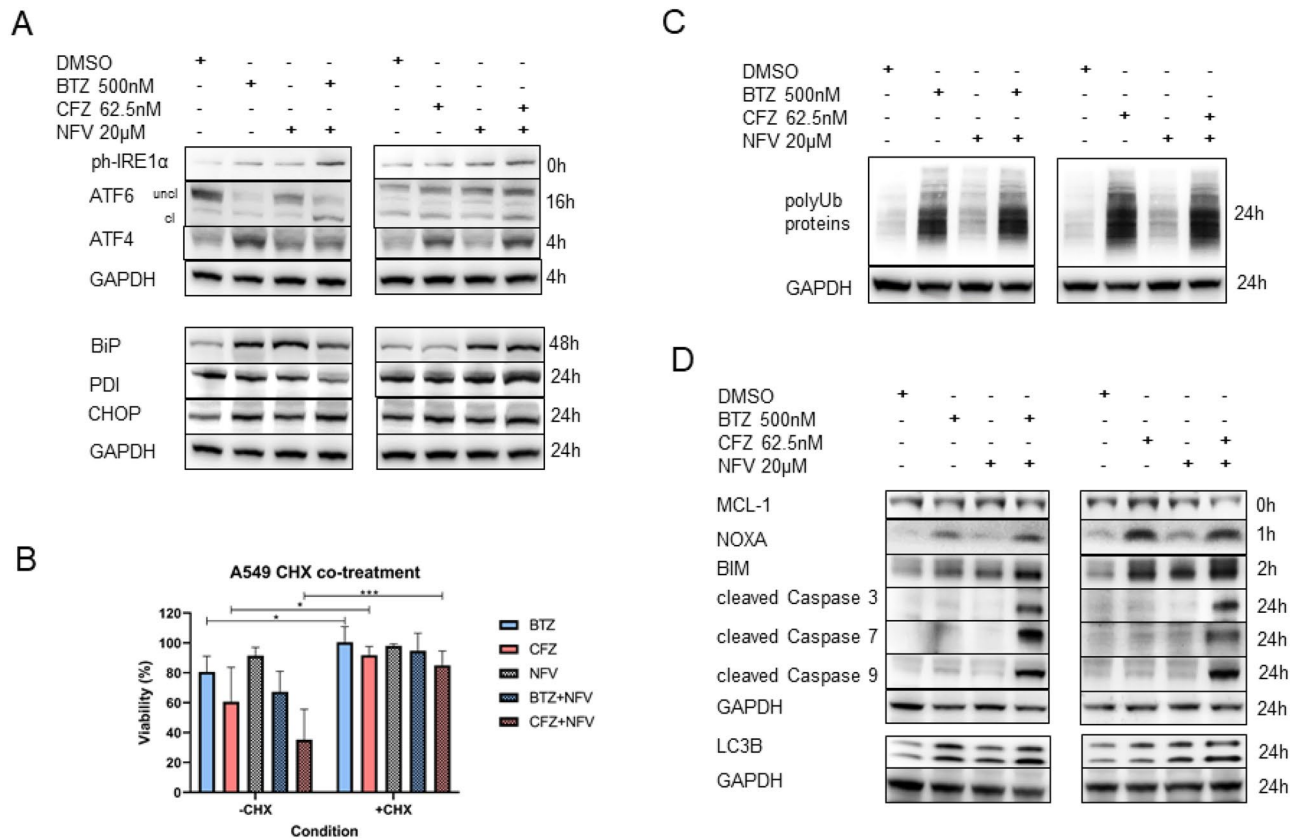 A
DMSO + - - - + - - -
BTZ 500nM - + - + - - - -
CFZ 62.5nM - - - - - + - +
NFV 20µM - - + + - - + +
ph-IRE1α 0h
ATF6 uncl 16h
cl
ATF4 4h
GAPDH 4h
BiP 48h
PDI 24h
CHOP 24h
GAPDH 24h
B
A549 CHX co-treatment
***
*
*
Viability (%)
120
100
80
60
40
20
0
-CHX +CHX
Condition
BTZ
CFZ
NFV
BTZ+NFV
CFZ+NFV
C
DMSO + - - - + - - -
BTZ 500nM - + - + - - - -
CFZ 62.5nM - - - - - + - +
NFV 20µM - - + + - - + +
polyUb
proteins 24h
GAPDH 24h
D
DMSO + - - - + - - -
BTZ 500nM - + - + - - - -
CFZ 62.5nM - - - - - + - +
NFV 20µM - - + + - - + +
MCL-1 0h
NOXA 1h
BIM 2h
cleaved Caspase 3 24h
cleaved Caspase 7 24h
cleaved Caspase 9 24h
GAPDH 24h
LC3B 24h
GAPDH 24h